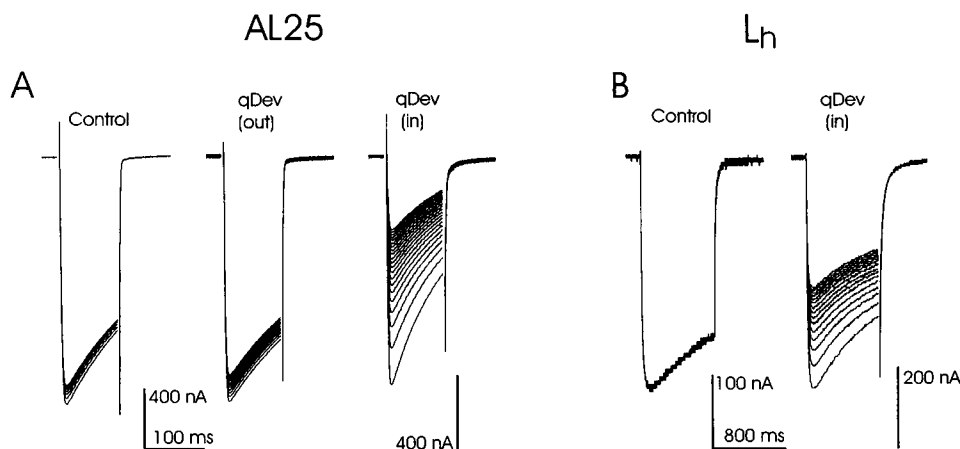 AL25
Lh
A
Control
qDev
(out)
qDev
(in)
B
Control
qDev
(in)
400 nA
100 ms
400 nA
100 nA
800 ms
200 nA